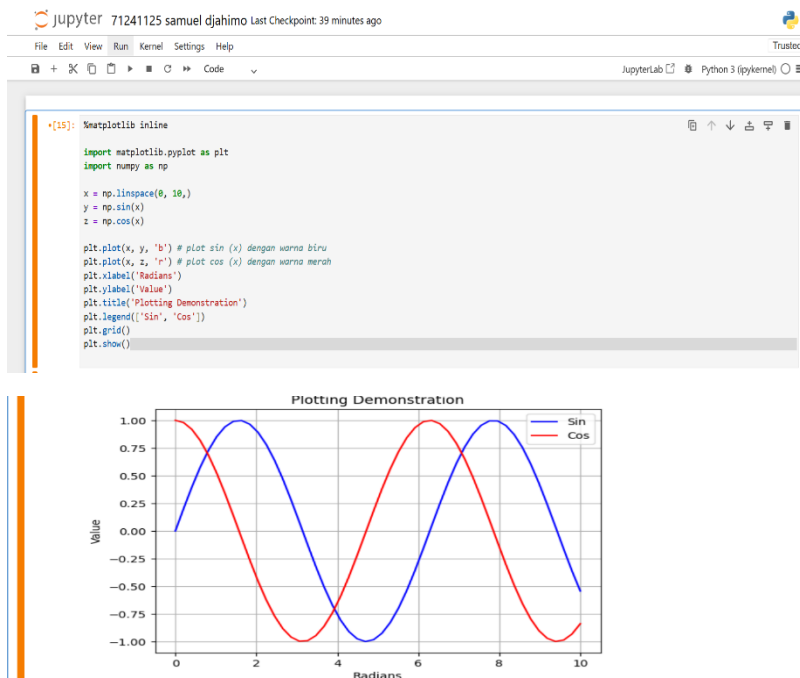 jupyter 71241125 samuel djahimo Last Checkpoint: 39 minutes ago
File Edit View Run Kernel Settings Help Trusted
Code JupyterLab Python 3 (ipykernel)
[15]: %matplotlib inline
import matplotlib.pyplot as plt
import numpy as np
x = np.linspace(0, 10,)
y = np.sin(x)
z = np.cos(x)
plt.plot(x, y, 'b') # plot sin (x) dengan warna biru
plt.plot(x, z, 'r') # plot cos (x) dengan warna merah
plt.xlabel('Radians')
plt.ylabel('Value')
plt.title('Plotting Demonstration')
plt.legend(['Sin', 'Cos'])
plt.grid()
plt.show()
Plotting Demonstration
Sin
Cos
1.00
0.75
0.50
0.25
0.00
−0.25
−0.50
−0.75
−1.00
Value
0 2 4 6 8 10
Radians